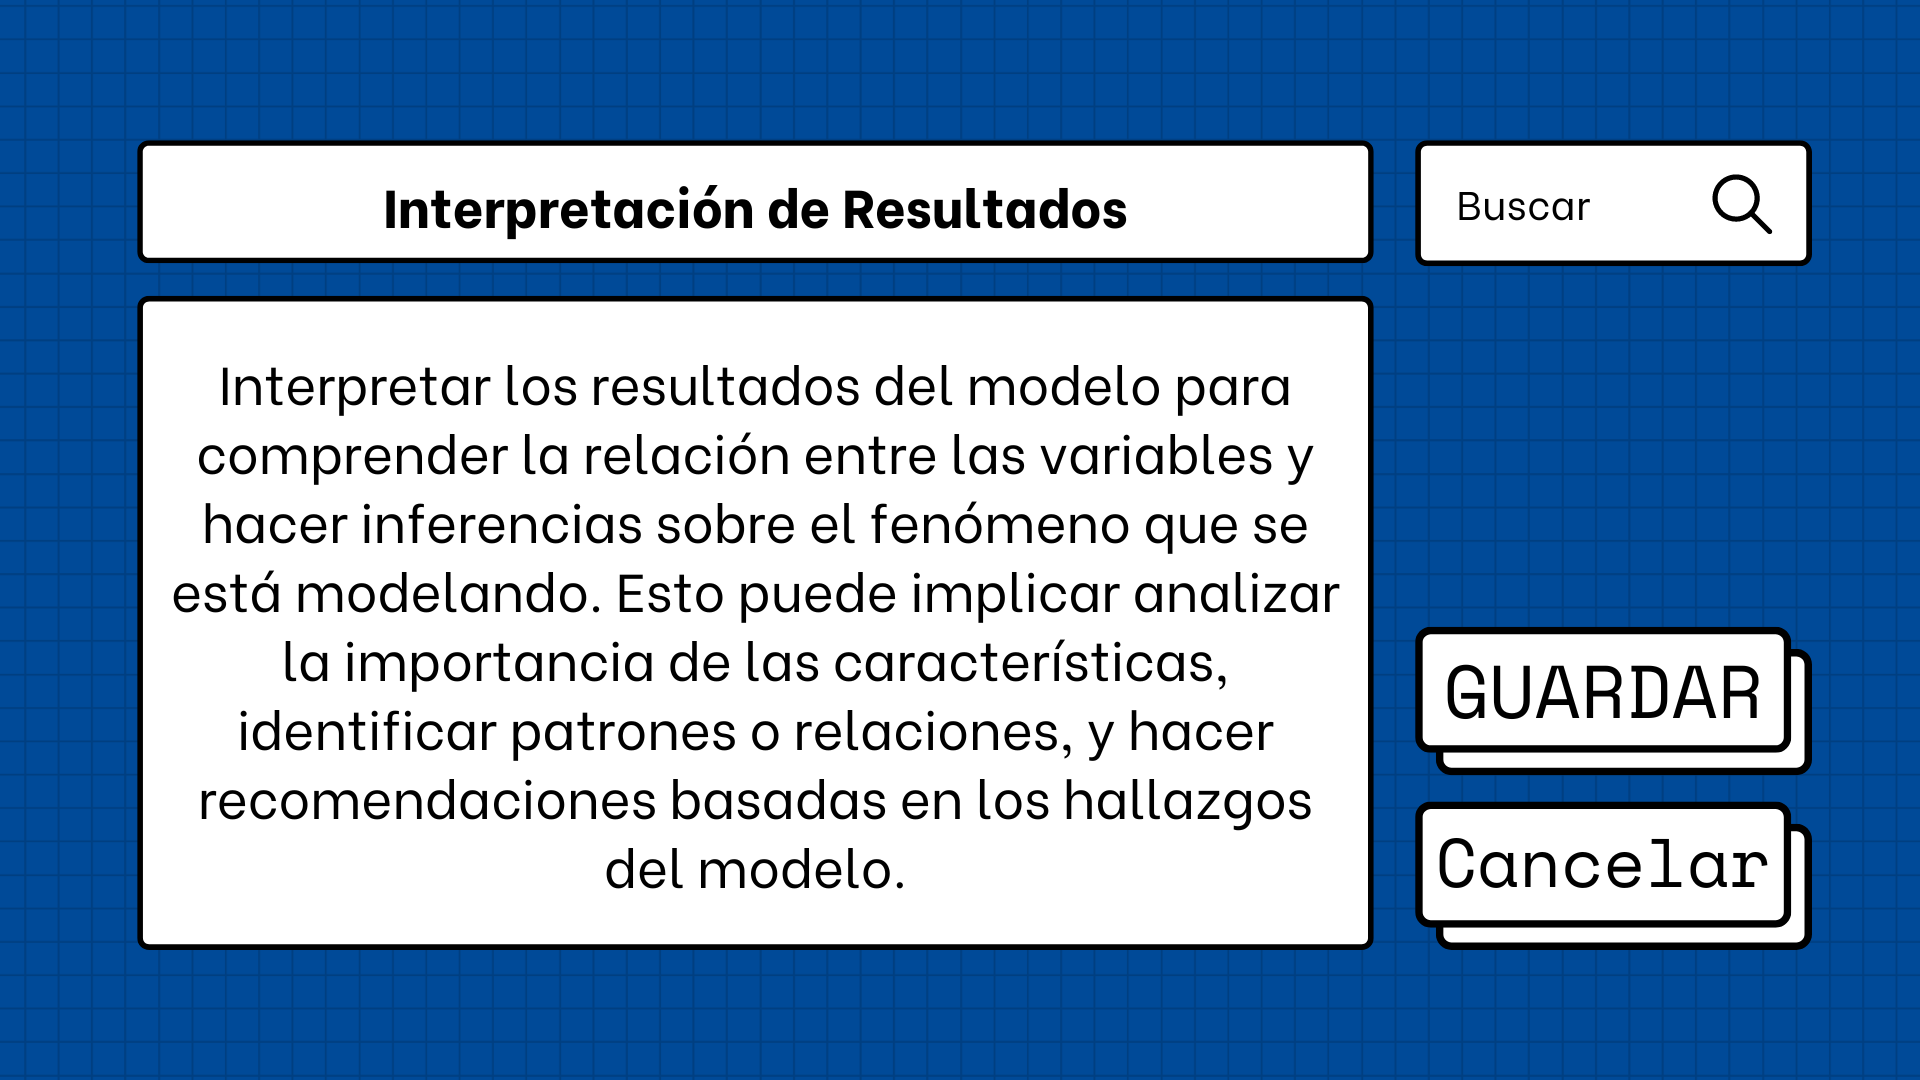 Interpretación de Resultados
Buscar
Interpretar los resultados del modelo para
comprender la relación entre las variables y
hacer inferencias sobre el fenómeno que se
está modelando. Esto puede implicar analizar
la importancia de las características,
identificar patrones o relaciones, y hacer
recomendaciones basadas en los hallazgos
del modelo.
GUARDAR
Cancelar